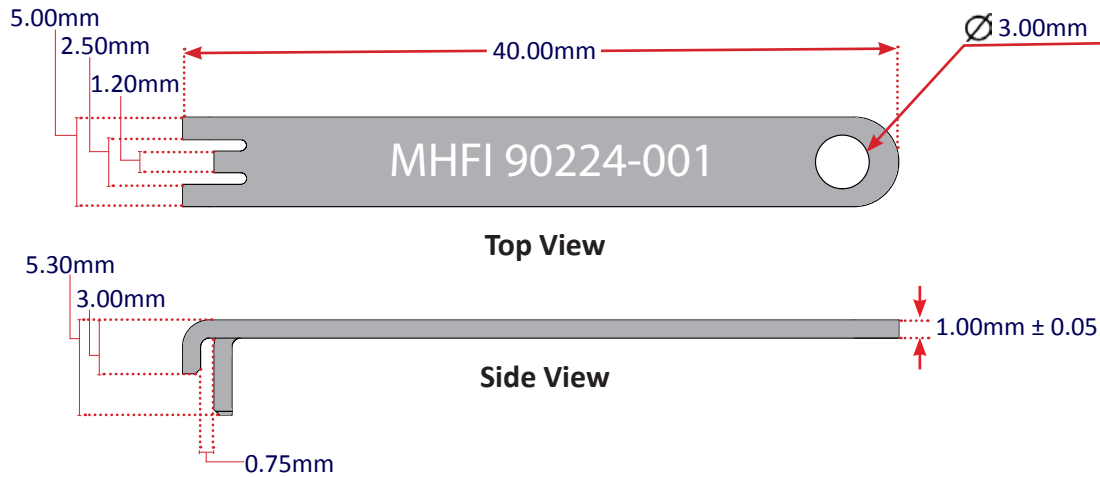 5.00mm
2.50mm
1.20mm
40.00mm
Ø 3.00mm
MHFI 90224-001
Top View
5.30mm
3.00mm
1.00mm ± 0.05
Side View
0.75mm